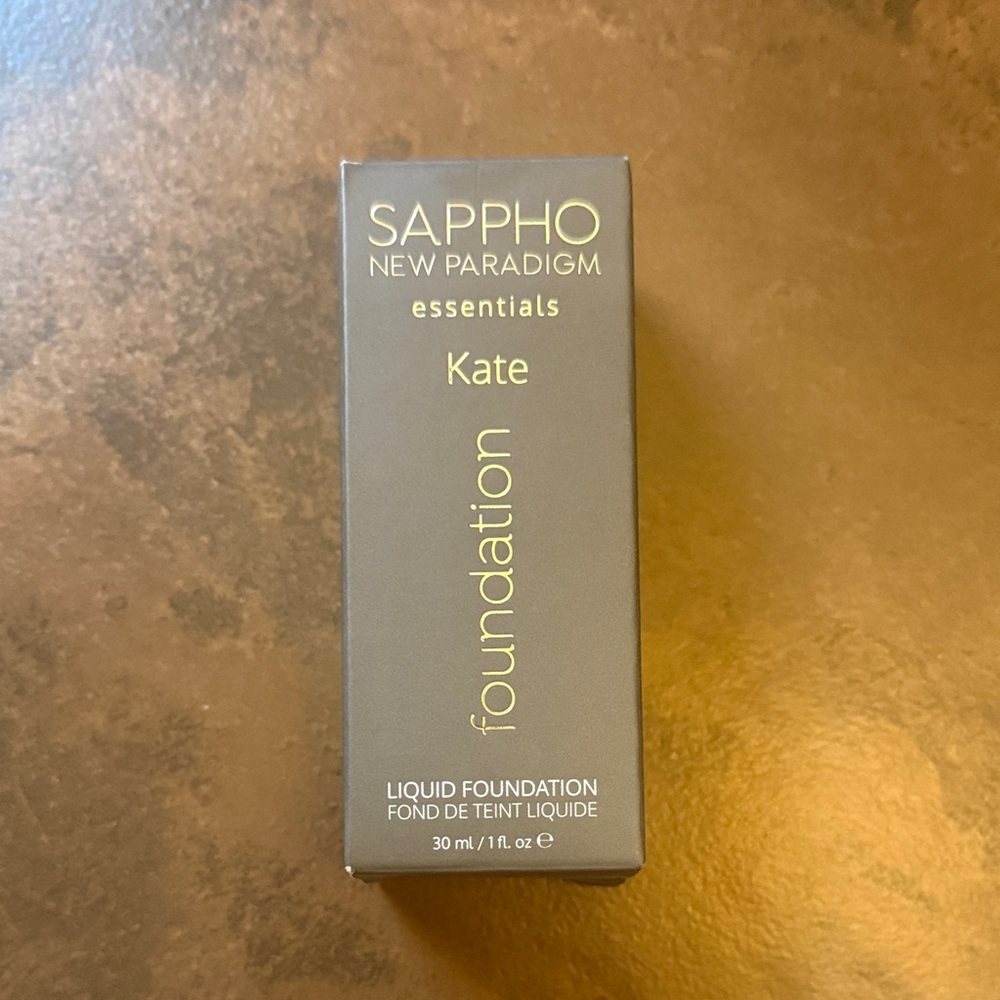 SAPPHO
NEW PARADIGM
essentials
Kate
foundation
LIQUID FOUNDATION
FOND DE TEINT LIQUIDE
30 ml / 1 fl. oz ℮